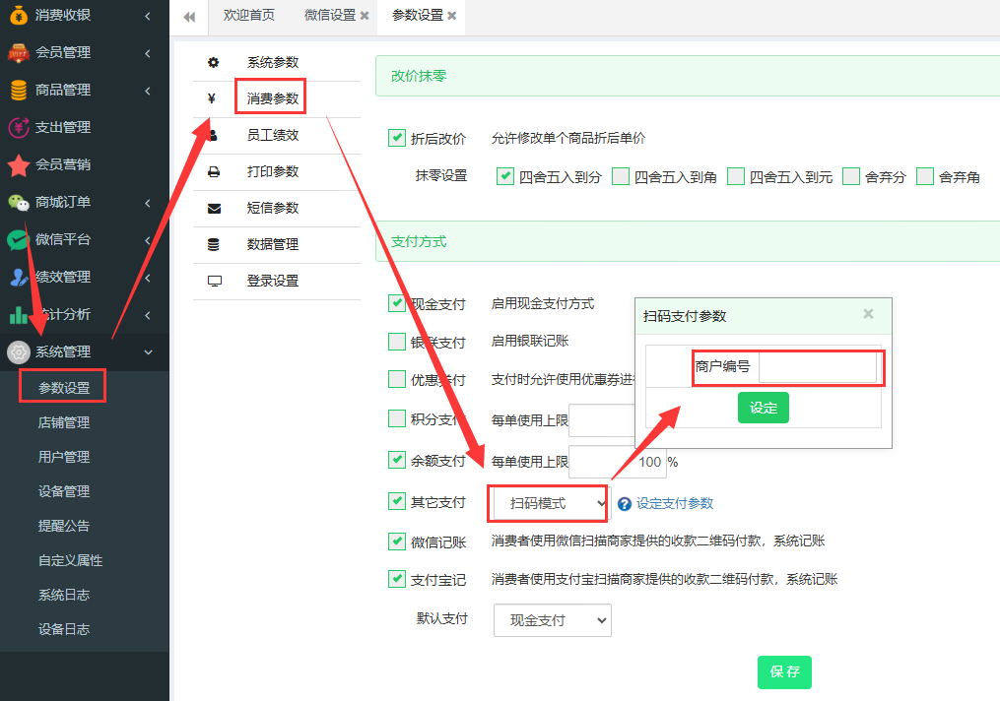 消费收银
会员管理
商品管理
支出管理
会员营销
商城订单
微信平台
绩效管理
统计分析
系统管理
参数设置
店铺管理
用户管理
设备管理
提醒公告
自定义属性
系统日志
设备日志
欢迎首页 微信设置 参数设置
系统参数
消费参数
员工绩效
打印参数
短信参数
数据管理
登录设置
改价抹零
折后改价 允许修改单个商品折后单价
抹零设置 四舍五入到分 四舍五入到角 四舍五入到元 舍弃分 舍弃角
支付方式
现金支付 启用现金支付方式
银联支付 启用银联记账
优惠券付 支付时允许使用优惠券进
积分支付 每单使用上限
余额支付 每单使用上限 100 %
其它支付 扫码模式 设定支付参数
微信记账 消费者使用微信扫描商家提供的收款二维码付款，系统记账
支付宝记 消费者使用支付宝扫描商家提供的收款二维码付款，系统记账
默认支付 现金支付
保存
扫码支付参数
商户编号
设定